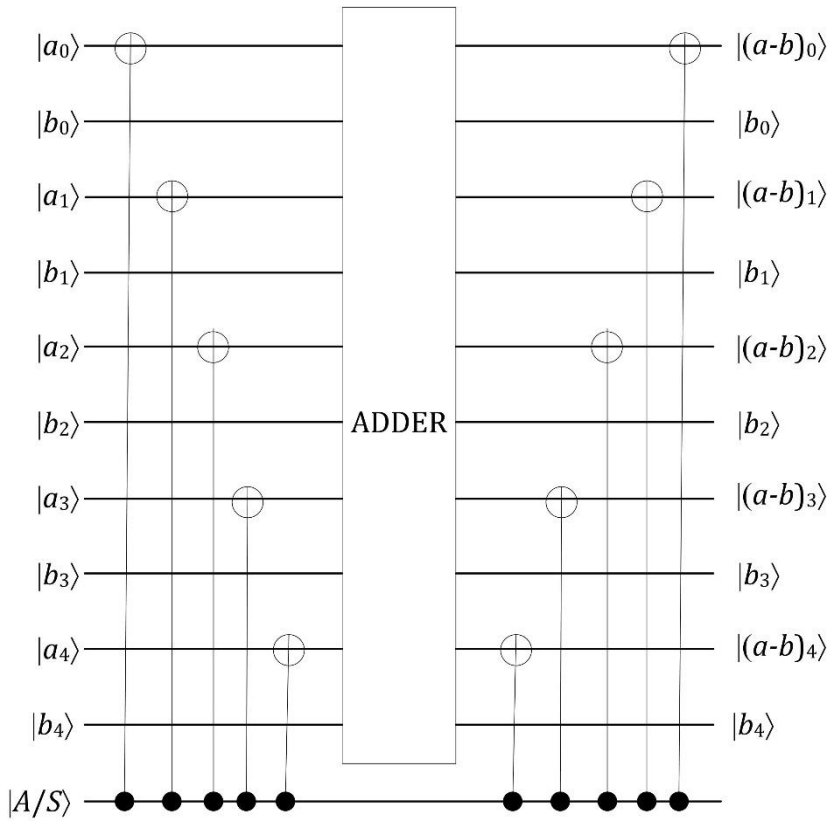 |a₀⟩ |(a-b)₀⟩
|b₀⟩ |b₀⟩
|a₁⟩ |(a-b)₁⟩
|b₁⟩ |b₁⟩
|a₂⟩ |(a-b)₂⟩
|b₂⟩ ADDER |b₂⟩
|a₃⟩ |(a-b)₃⟩
|b₃⟩ |b₃⟩
|a₄⟩ |(a-b)₄⟩
|b₄⟩ |b₄⟩
|A/S⟩